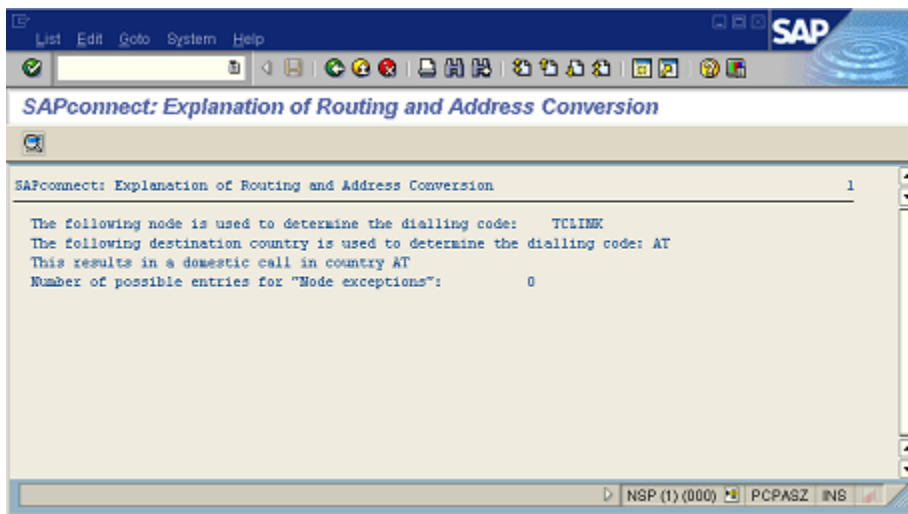 List Edit Goto System Help
SAP
SAPconnect: Explanation of Routing and Address Conversion
SAPconnect: Explanation of Routing and Address Conversion 1
The following node is used to determine the dialling code: TCLINK
The following destination country is used to determine the dialling code: AT
This results in a domestic call in country AT
Number of possible entries for "Node exceptions": 0
NSP (1) (000) PCPASZ INS